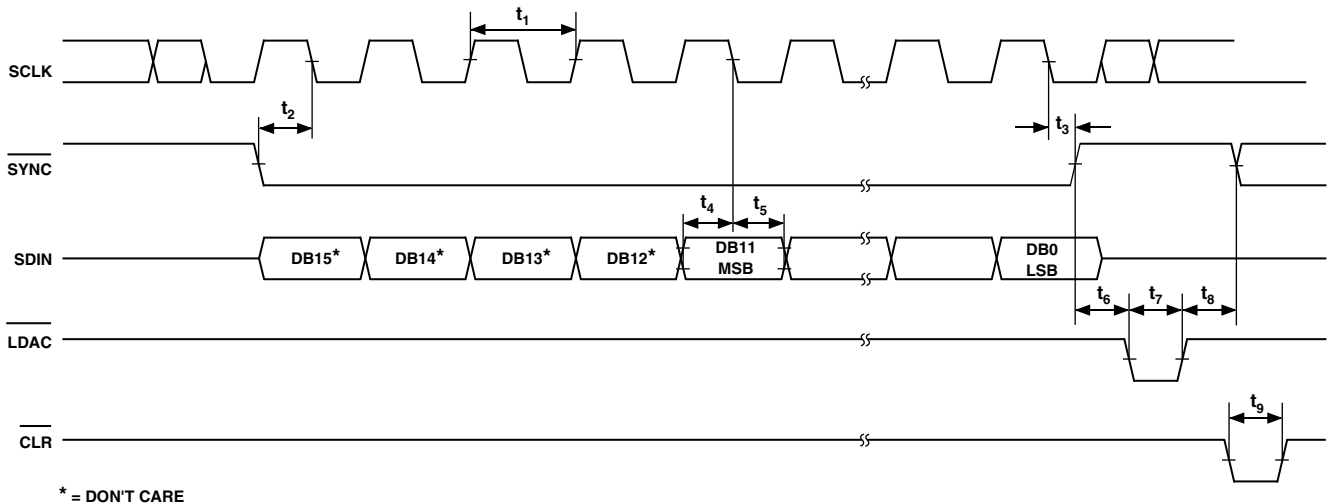 t1
SCLK
t2
t3
SYNC
t4 t5
SDIN DB15* DB14* DB13* DB12* DB11 MSB DB0 LSB
t6 t7 t8
LDAC
t9
CLR
* = DON'T CARE